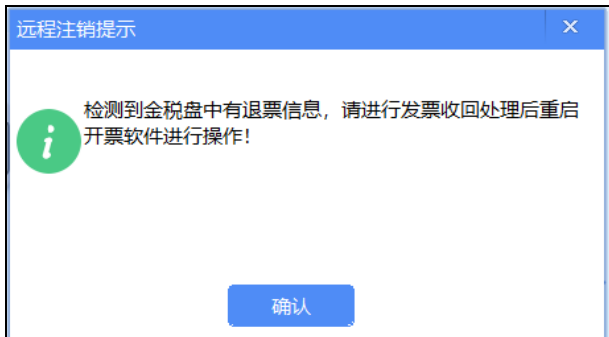 远程注销提示
检测到金税盘中有退票信息，请进行发票收回处理后重启
开票软件进行操作！
确认